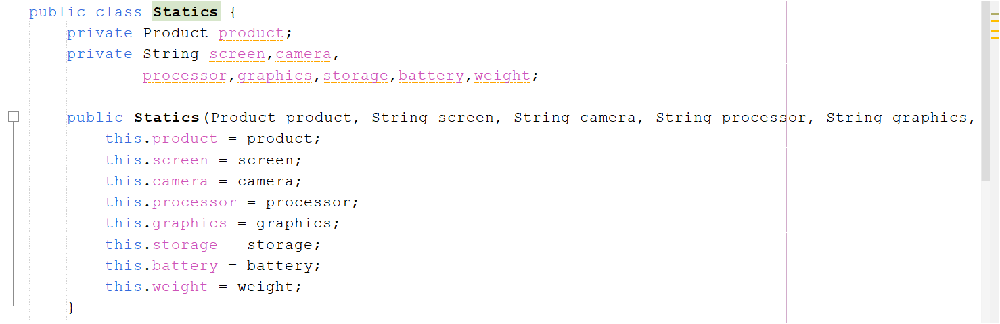 public class Statics {
private Product product;
private String screen,camera,
processor,graphics,storage,battery,weight;
public Statics(Product product, String screen, String camera, String processor, String graphics,
this.product = product;
this.screen = screen;
this.camera = camera;
this.processor = processor;
this.graphics = graphics;
this.storage = storage;
this.battery = battery;
this.weight = weight;
}